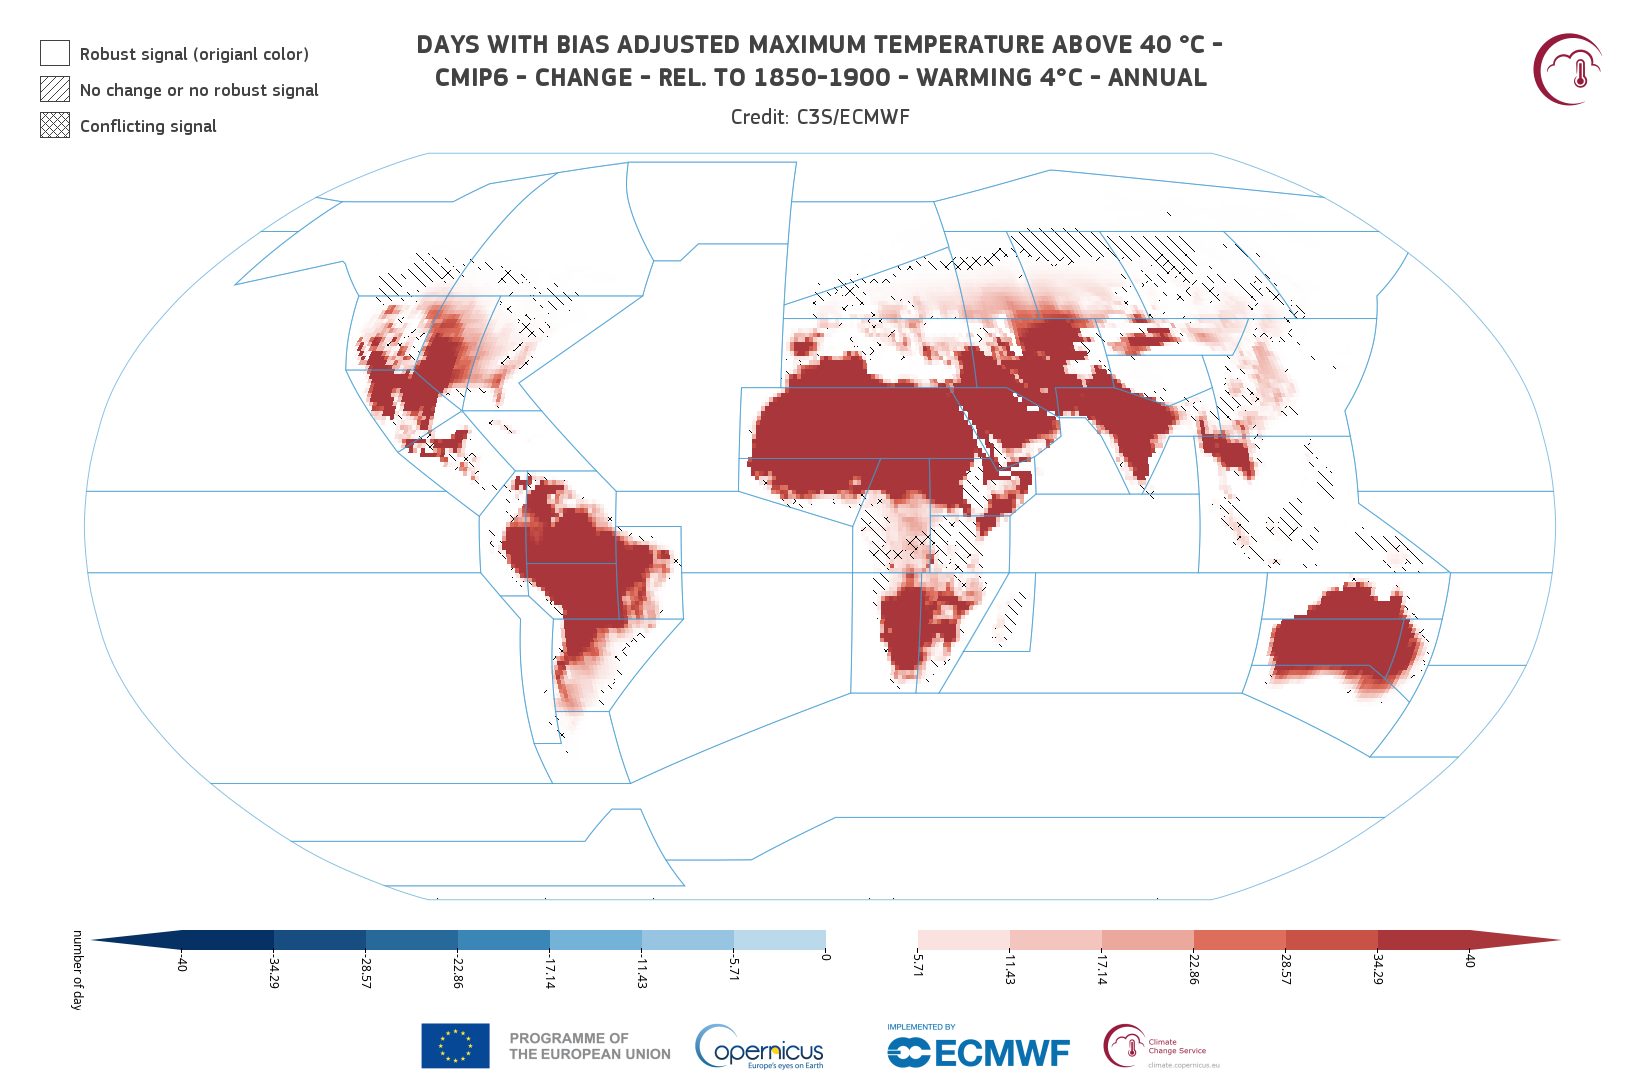 Robust signal (origianl color)
No change or no robust signal
Conflicting signal
DAYS WITH BIAS ADJUSTED MAXIMUM TEMPERATURE ABOVE 40 °C -
CMIP6 - CHANGE - REL. TO 1850-1900 - WARMING 4°C - ANNUAL
Credit: C3S/ECMWF
number of day
-40
-34.29
-28.57
-22.86
-17.14
-11.43
-5.71
0
5.71
11.43
17.14
22.86
28.57
34.29
40
PROGRAMME OF
THE EUROPEAN UNION
opernicus
Europe's eyes on Earth
IMPLEMENTED BY
ECMWF
Climate
Change Service
climate.copernicus.eu